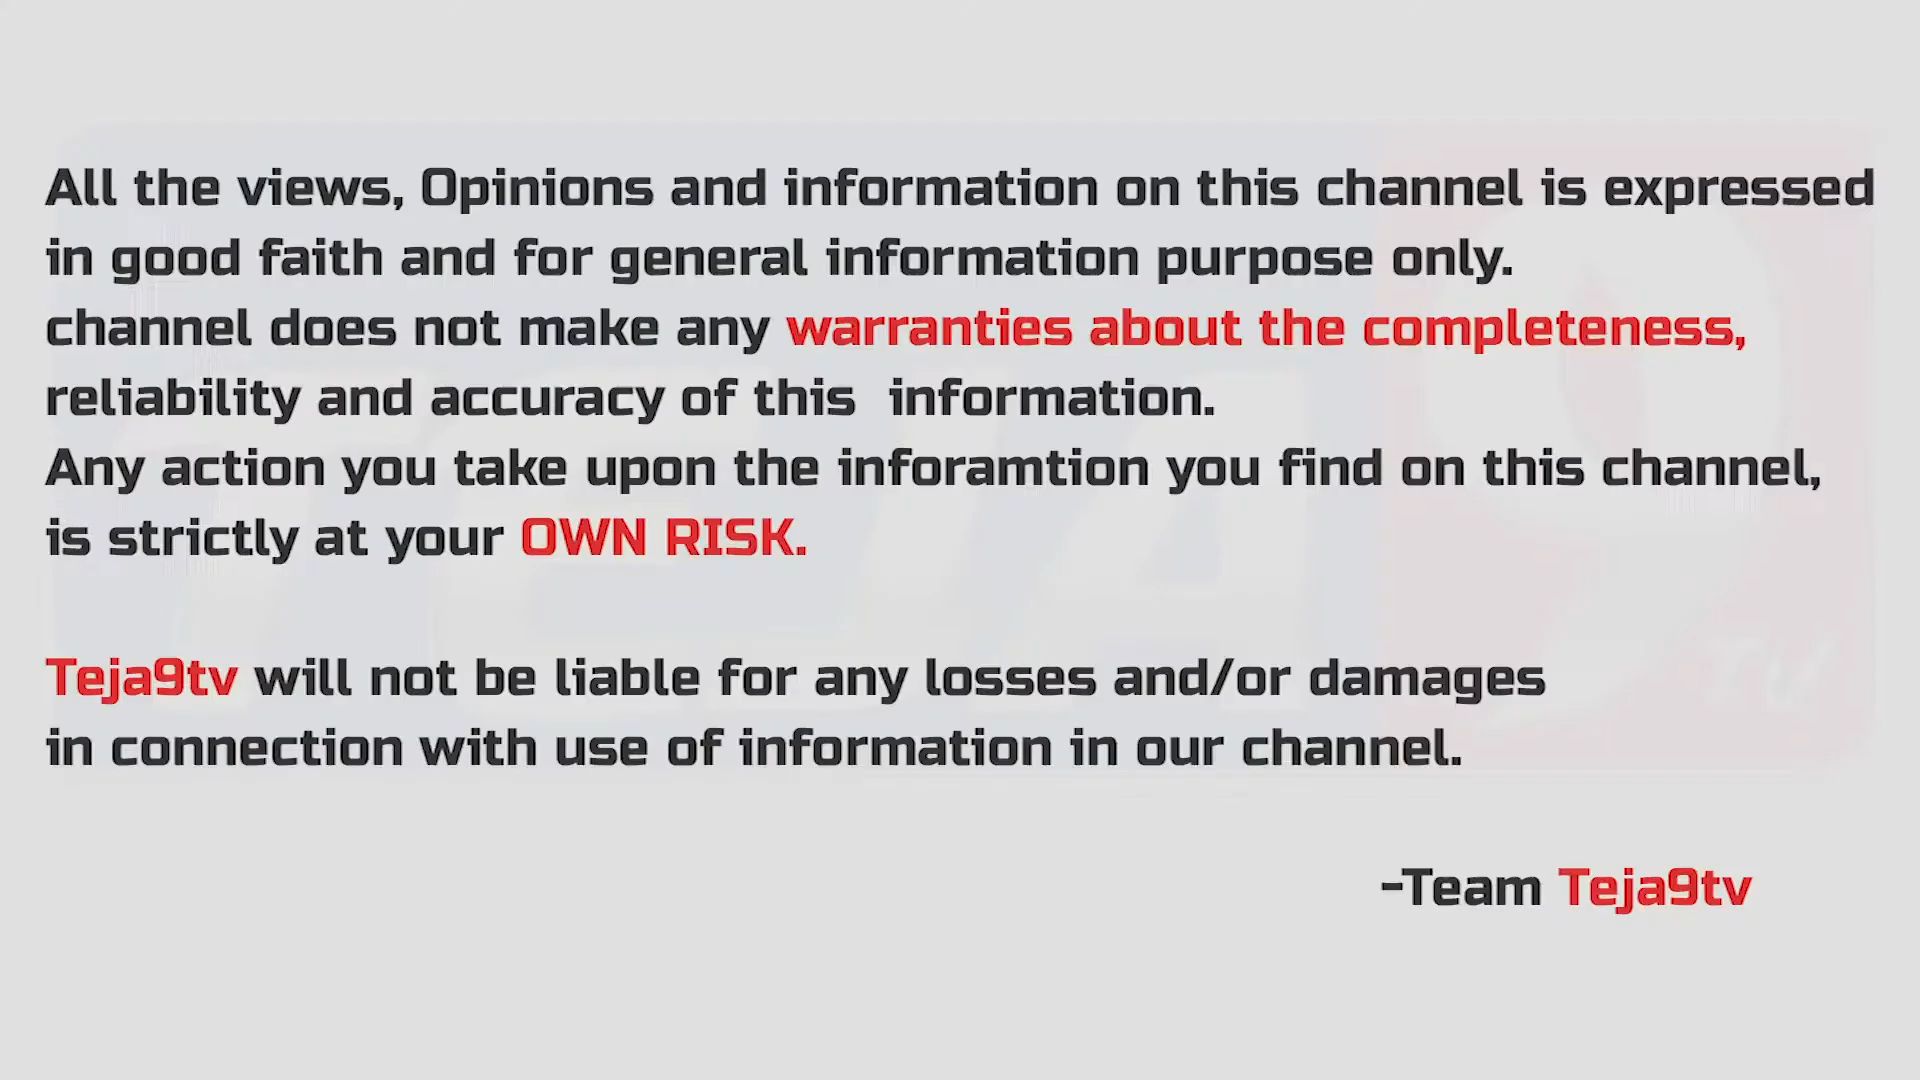 All the views, Opinions and information on this channel is expressed
in good faith and for general information purpose only.
channel does not make any warranties about the completeness,
reliability and accuracy of this  information.
Any action you take upon the inforamtion you find on this channel,
is strictly at your OWN RISK.
Teja9tv will not be liable for any losses and/or damages
in connection with use of information in our channel.
-Team Teja9tv
TEJA 9
TV